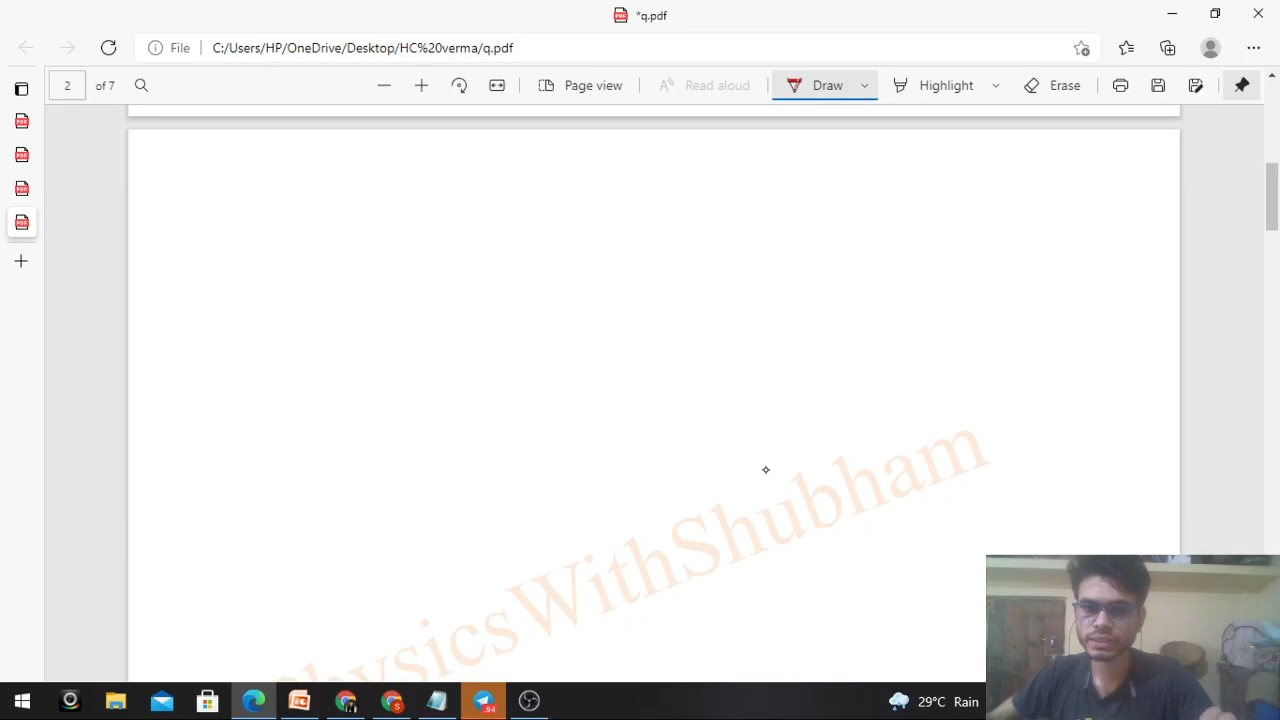 *q.pdf
File
C:/Users/HP/OneDrive/Desktop/HC%20verma/q.pdf
2 of 7
Page view
Read aloud
Draw
Highlight
Erase
PhysicsWithShubham
94
29°C Rain